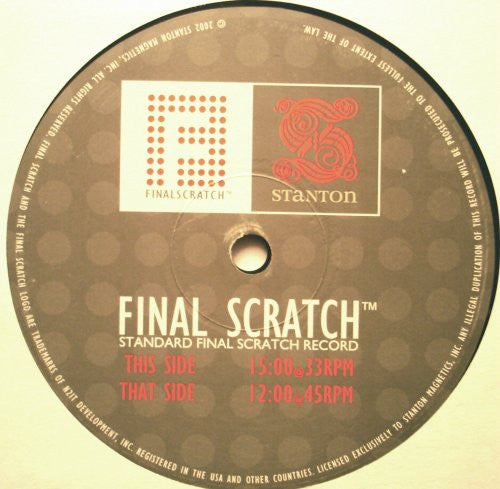 FINALSCRATCH™
STANTON
FINAL SCRATCH™
STANDARD FINAL SCRATCH RECORD
THIS SIDE 15:00@33RPM
THAT SIDE 12:00@45RPM
© 2002 STANTON MAGNETICS, INC. ALL RIGHTS RESERVED. FINAL SCRATCH AND THE FINAL SCRATCH LOGO ARE TRADEMARKS OF N2IT DEVELOPMENT, INC. REGISTERED IN THE USA AND OTHER COUNTRIES. LICENSED EXCLUSIVELY TO STANTON MAGNETICS, INC. ANY ILLEGAL DUPLICATION OF THIS RECORD WILL BE PROSECUTED TO THE FULLEST EXTENT OF THE LAW.